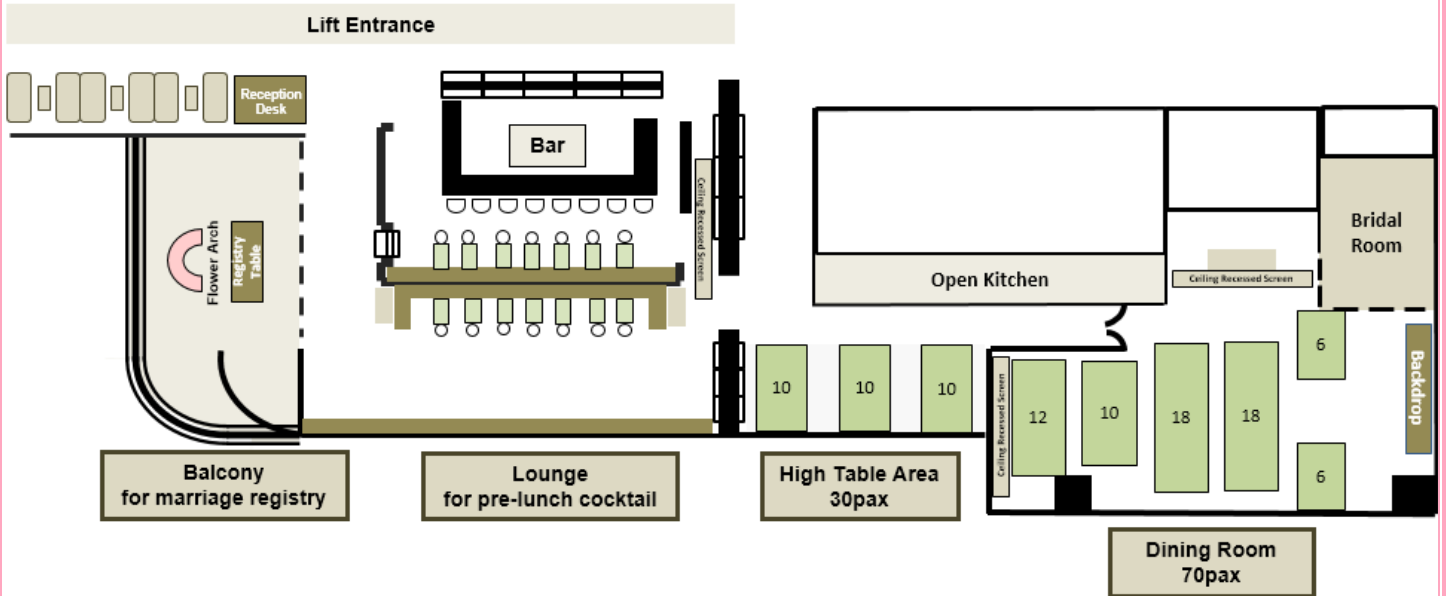 Lift Entrance
Reception
Desk
Bar
Ceiling Recessed Screen
Flower Arch
Registry
Table
Open Kitchen
Ceiling Recessed Screen
Bridal
Room
10
10
10
Ceiling Recessed Screen
12
10
18
18
6
6
Backdrop
Balcony
for marriage registry
Lounge
for pre-lunch cocktail
High Table Area
30pax
Dining Room
70pax